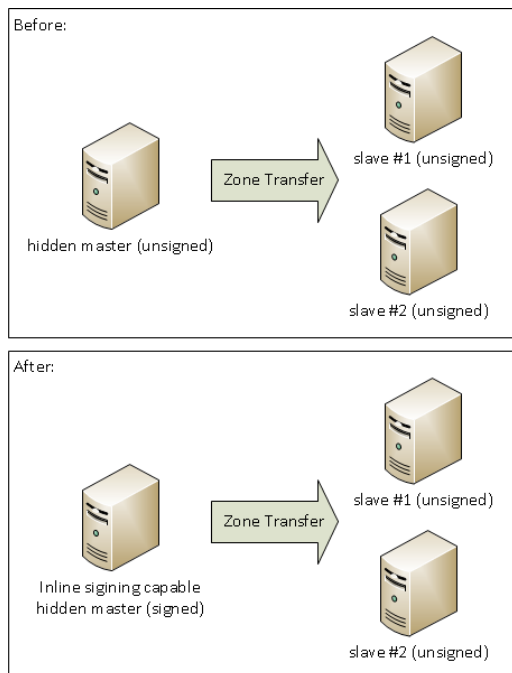 Before:
slave #1 (unsigned)
Zone Transfer
hidden master (unsigned)
slave #2 (unsigned)
After:
slave #1 (unsigned)
Zone Transfer
Inline sigining capable
hidden master (signed)
slave #2 (unsigned)